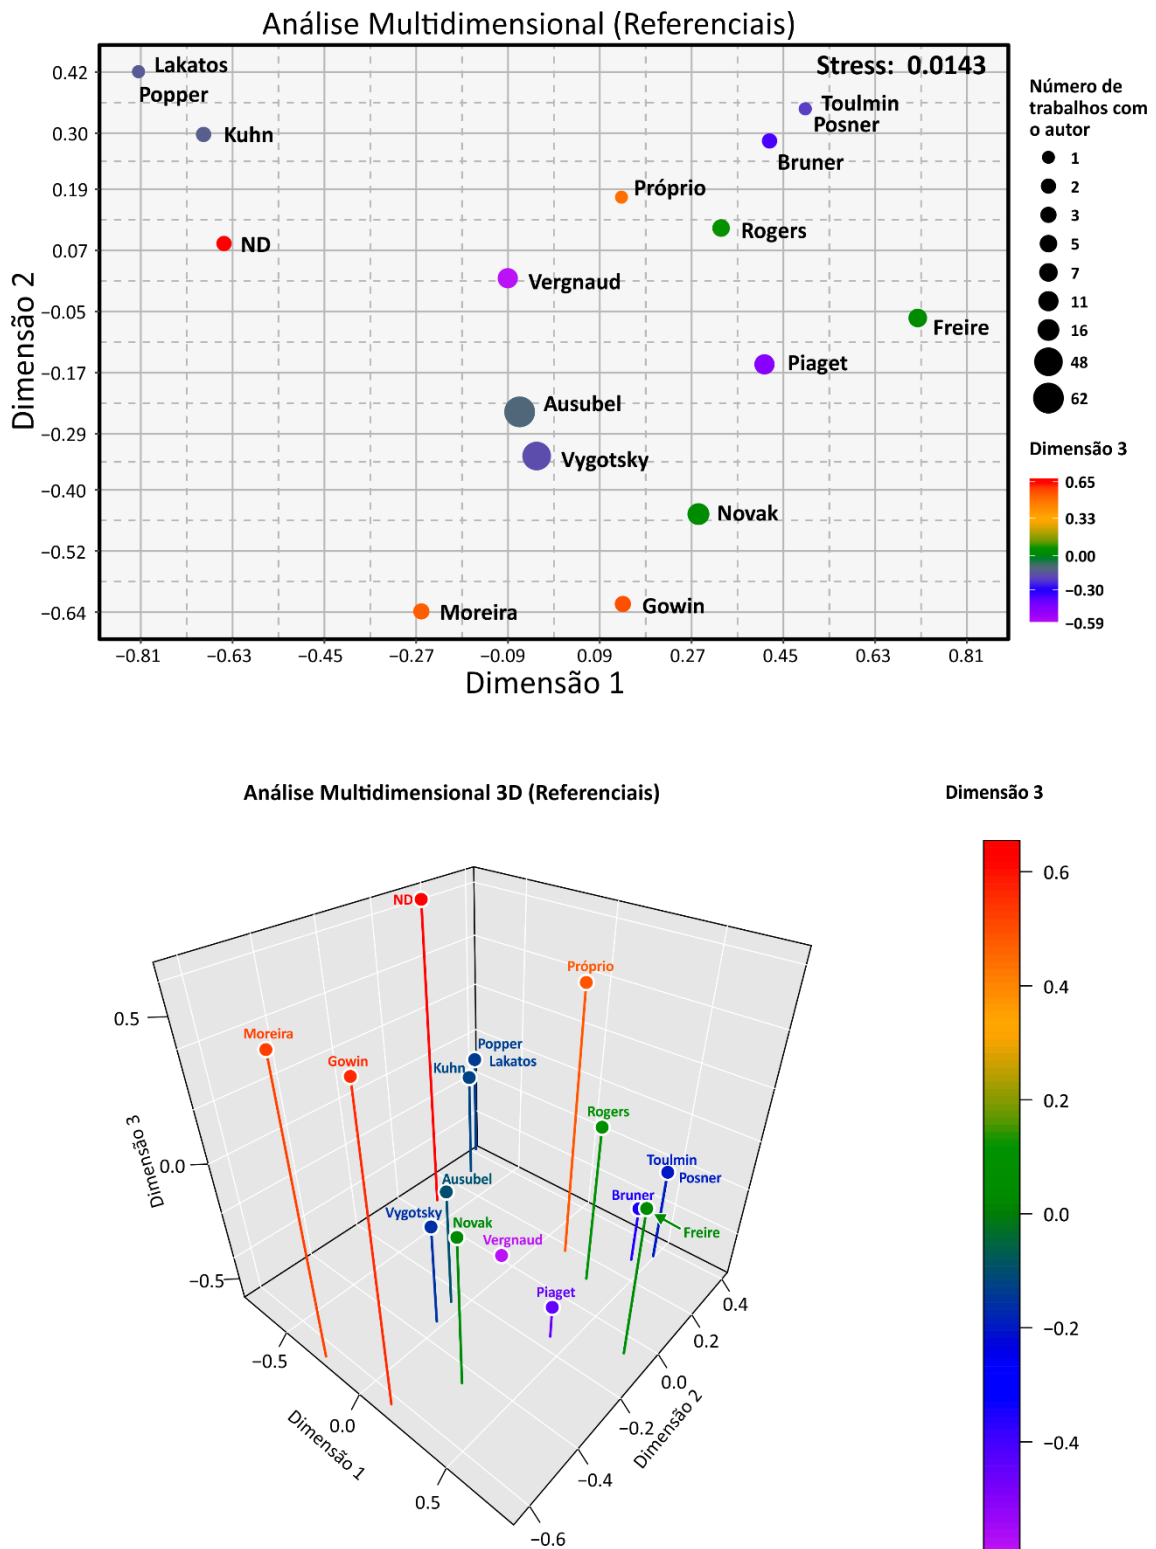 Análise Multidimensional (Referenciais)
Stress: 0.0143
Dimensão 2
0.42
0.30
0.19
0.07
−0.05
−0.17
−0.29
−0.40
−0.52
−0.64
Lakatos
Popper
Kuhn
ND
Toulmin
Posner
Bruner
Próprio
Rogers
Vergnaud
Freire
Piaget
Ausubel
Vygotsky
Novak
Moreira
Gowin
−0.81 −0.63 −0.45 −0.27 −0.09 0.09 0.27 0.45 0.63 0.81
Dimensão 1
Número de
trabalhos com
o autor
1
2
3
5
7
11
16
48
62
Dimensão 3
0.65
0.33
0.00
−0.30
−0.59
Análise Multidimensional 3D (Referenciais)
Dimensão 3
0.5
0.0
−0.5
Dimensão 3
ND
Próprio
Moreira
Gowin
Popper
Lakatos
Kuhn
Rogers
Toulmin
Posner
Ausubel
Bruner
Vygotsky
Novak
Vergnaud
Freire
Piaget
−0.5
0.0
0.5
Dimensão 1
0.4
0.2
0.0
−0.2
−0.4
−0.6
Dimensão 2
0.6
0.4
0.2
0.0
−0.2
−0.4